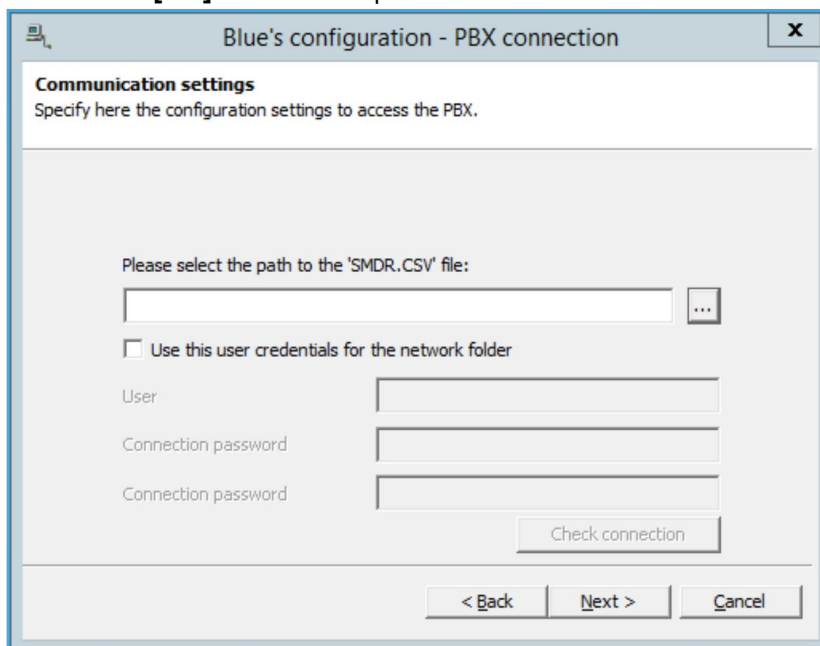 Blue's configuration - PBX connection
x
Communication settings
Specify here the configuration settings to access the PBX.
Please select the path to the 'SMDR.CSV' file:
...
Use this user credentials for the network folder
User
Connection password
Connection password
Check connection
< Back Next > Cancel